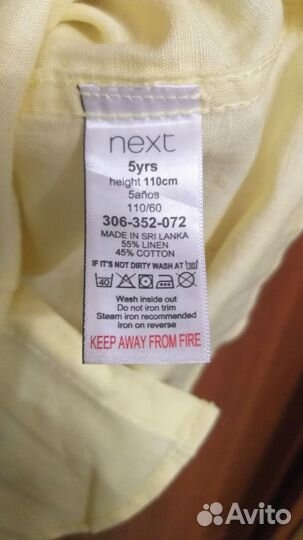 next
5yrs
height 110cm
5años
110/60
306-352-072
MADE IN SRI LANKA
55% LINEN
45% COTTON
IF IT'S NOT DIRTY WASH AT 30
40
Wash inside out
Do not iron trim
Steam iron recommended
Iron on reverse
KEEP AWAY FROM FIRE
Avito